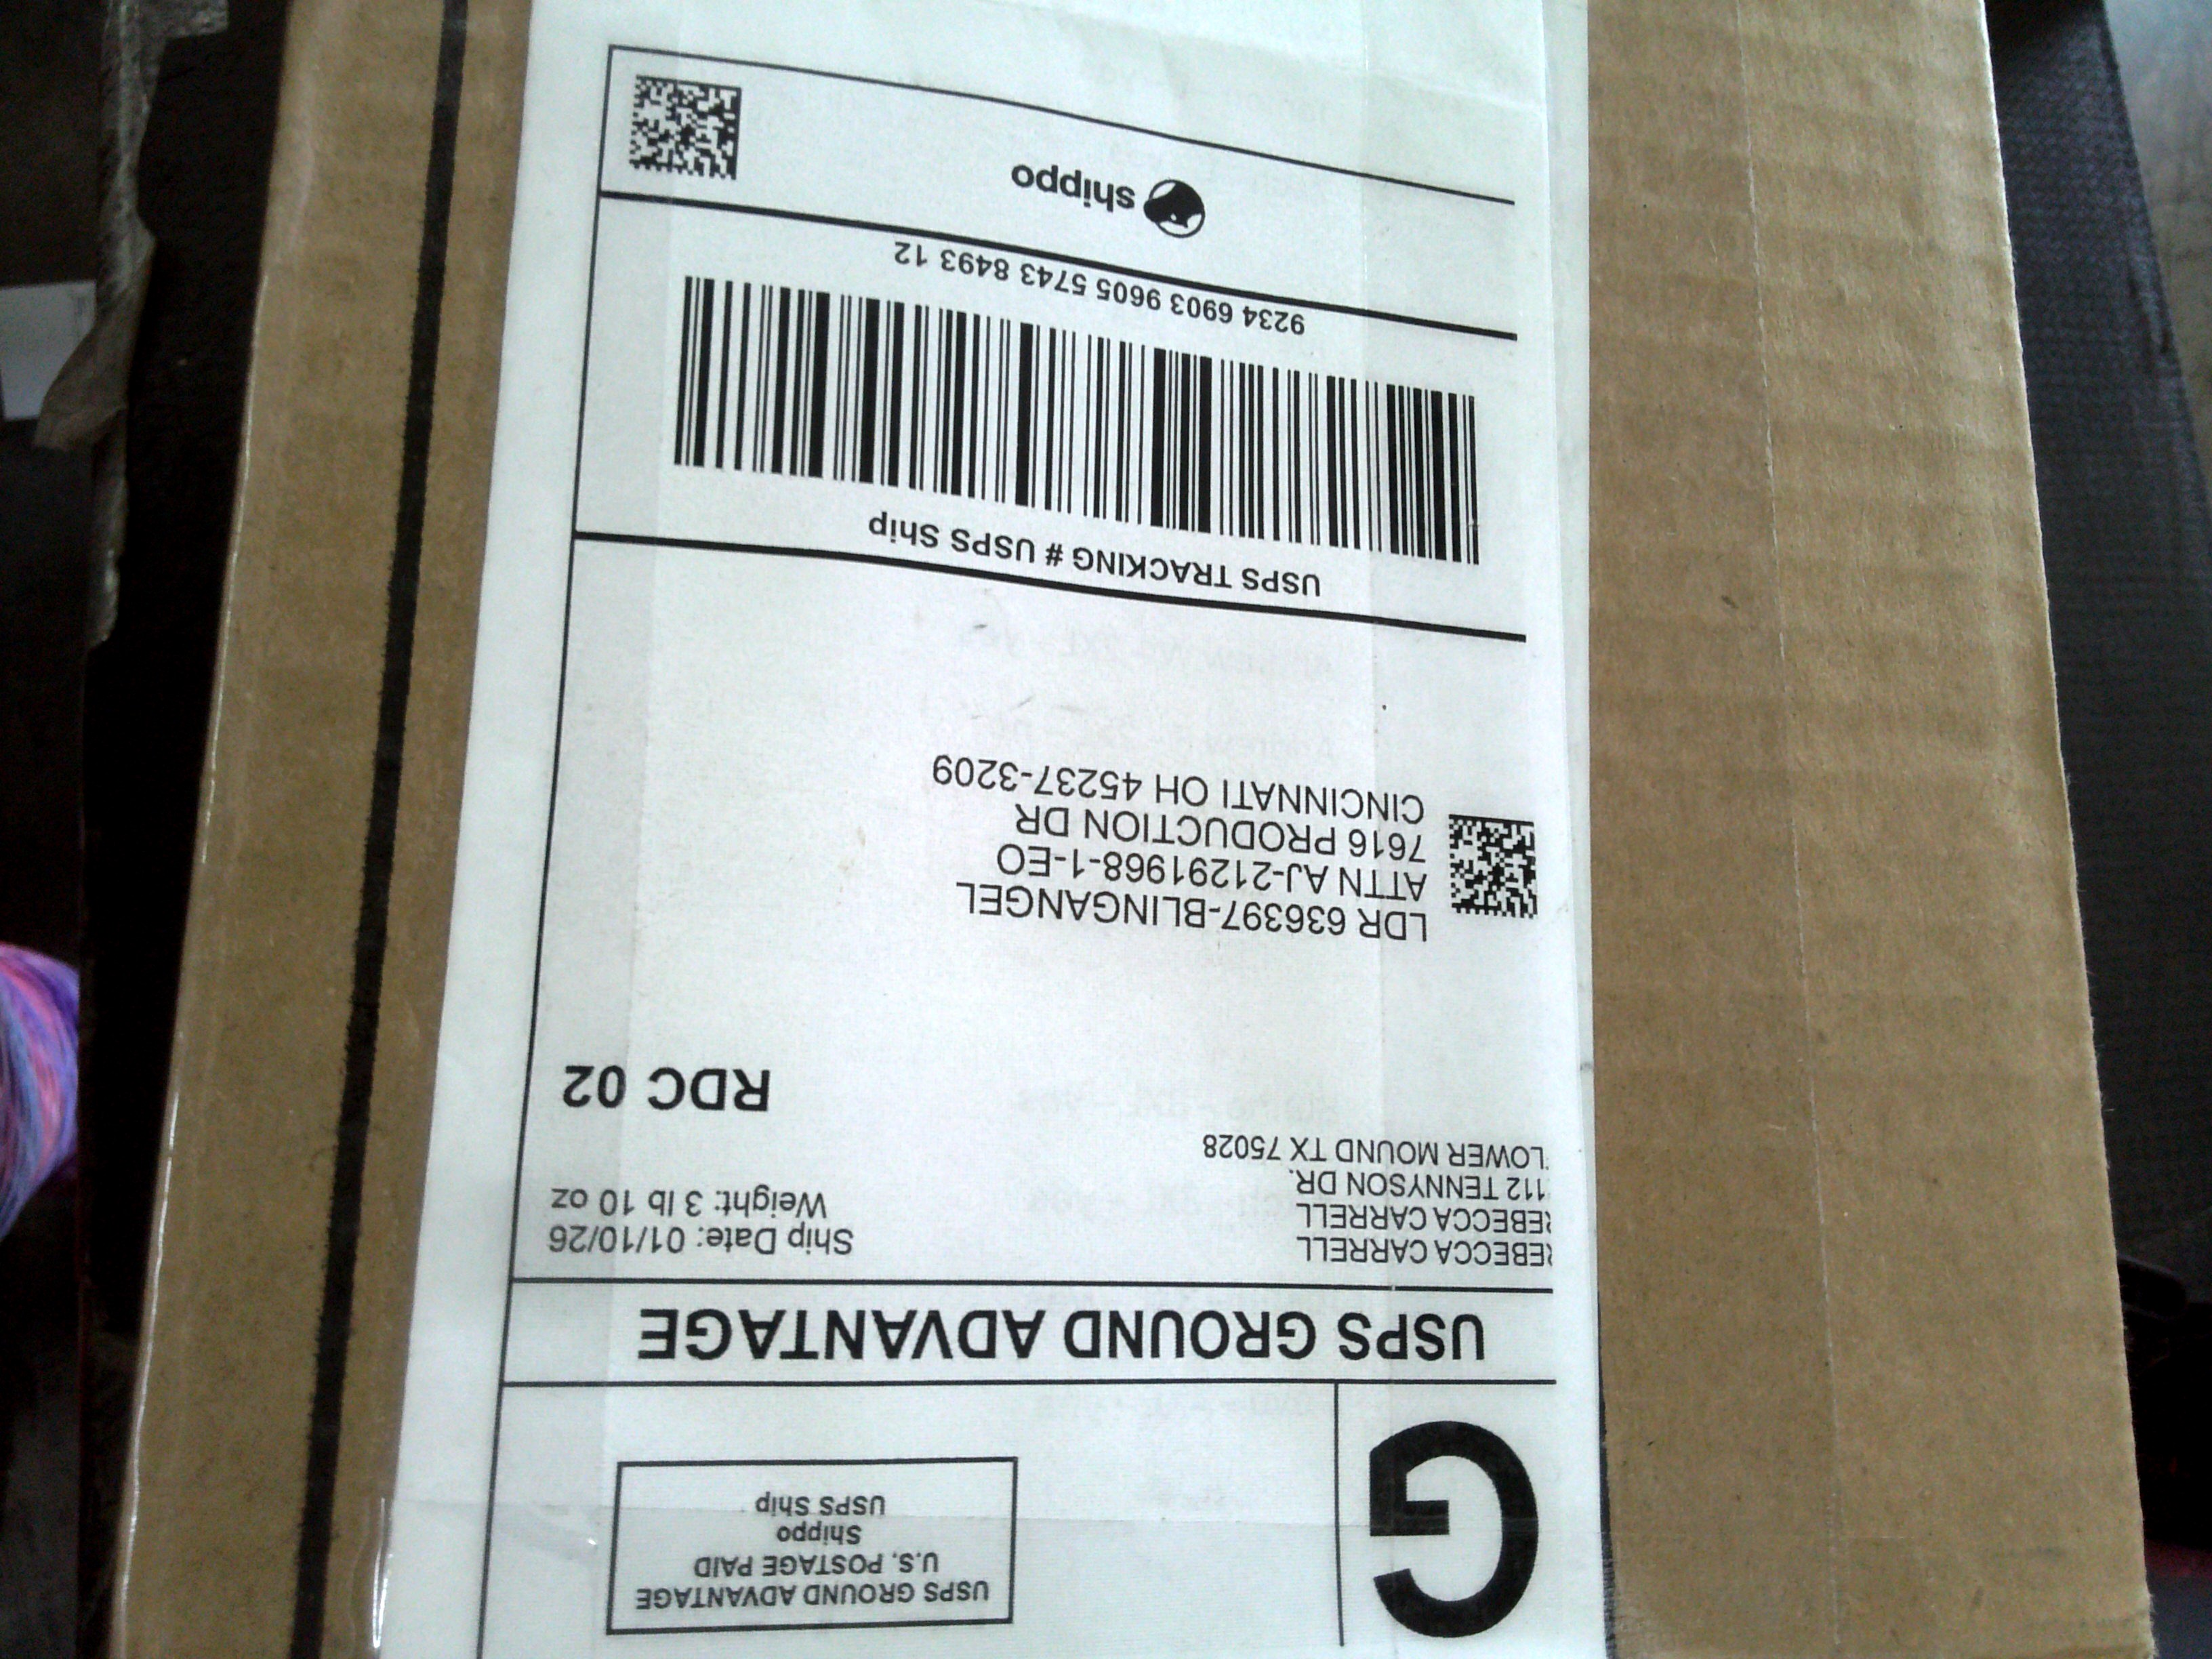 G
USPS GROUND ADVANTAGE
U.S. POSTAGE PAID
Shippo
USPS Ship
USPS GROUND ADVANTAGE
EBECCA CARRELL
EBECCA CARRELL
112 TENNYSON DR.
LOWER MOUND TX 75028
Ship Date: 01/10/26
Weight: 3 lb 10 oz
RDC 02
LDR 636397-BLINGANGEL
ATTN AJ-21291968-1-EO
7616 PRODUCTION DR
CINCINNATI OH 45237-3209
USPS TRACKING # USPS Ship
9234 6903 9605 5743 8493 12
shippo